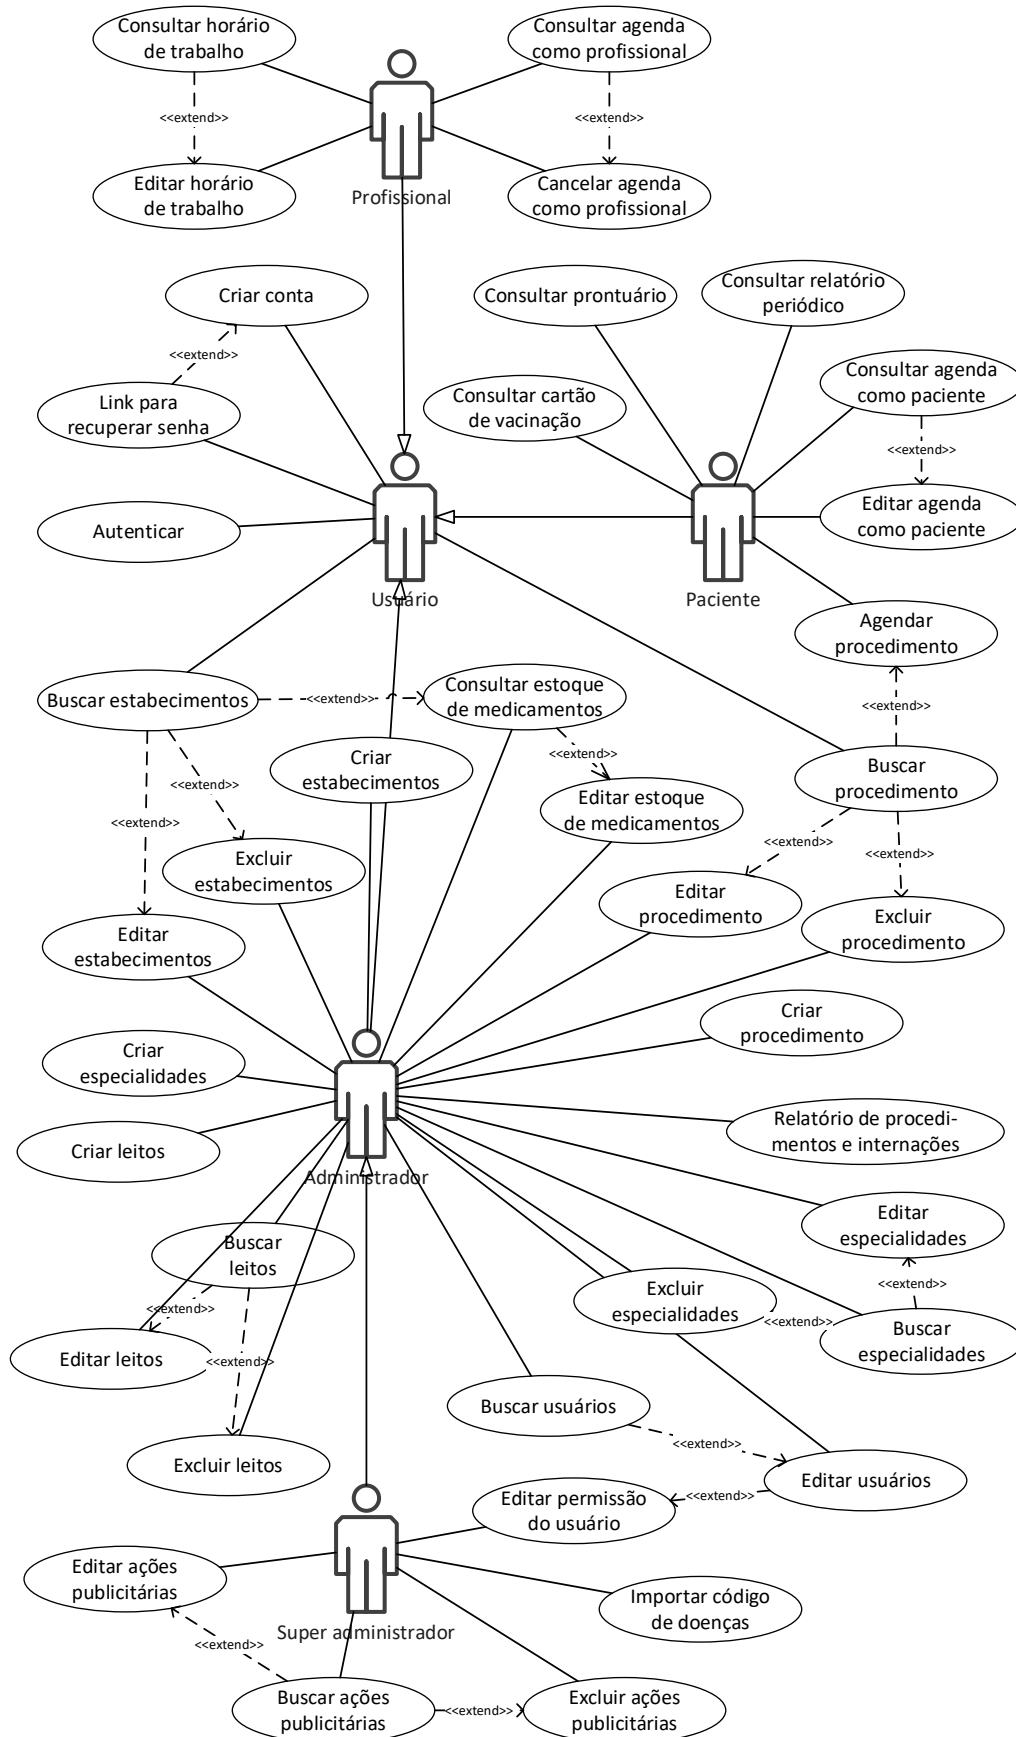 Consultar horário
de trabalho
Consultar agenda
como profissional
<<extend>>
<<extend>>
Editar horário
de trabalho
Cancelar agenda
como profissional
Profissional
Criar conta
Consultar prontuário
Consultar relatório
periódico
<<extend>>
Link para
recuperar senha
Consultar cartão
de vacinação
Consultar agenda
como paciente
<<extend>>
Autenticar
Editar agenda
como paciente
Usuário
Paciente
Agendar
procedimento
Buscar estabecimentos
<<extend>>
Consultar estoque
de medicamentos
<<extend>>
Criar
estabecimentos
<<extend>>
<<extend>>
Buscar
procedimento
<<extend>>
Editar estoque
de medicamentos
<<extend>>
<<extend>>
Excluir
estabecimentos
Editar
procedimento
Excluir
procedimento
Editar
estabecimentos
Criar
procedimento
Criar
especialidades
Relatório de procedi-
mentos e internações
Criar leitos
Administrador
Editar
especialidades
Buscar
leitos
<<extend>>
Excluir
especialidades
<<extend>>
<<extend>>
Buscar
especialidades
Editar leitos
<<extend>>
Buscar usuários
<<extend>>
Excluir leitos
Editar usuários
Editar permissão
do usuário
<<extend>>
Editar ações
publicitárias
Importar código
de doenças
Super administrador
<<extend>>
Buscar ações
publicitárias
<<extend>>
Excluir ações
publicitárias